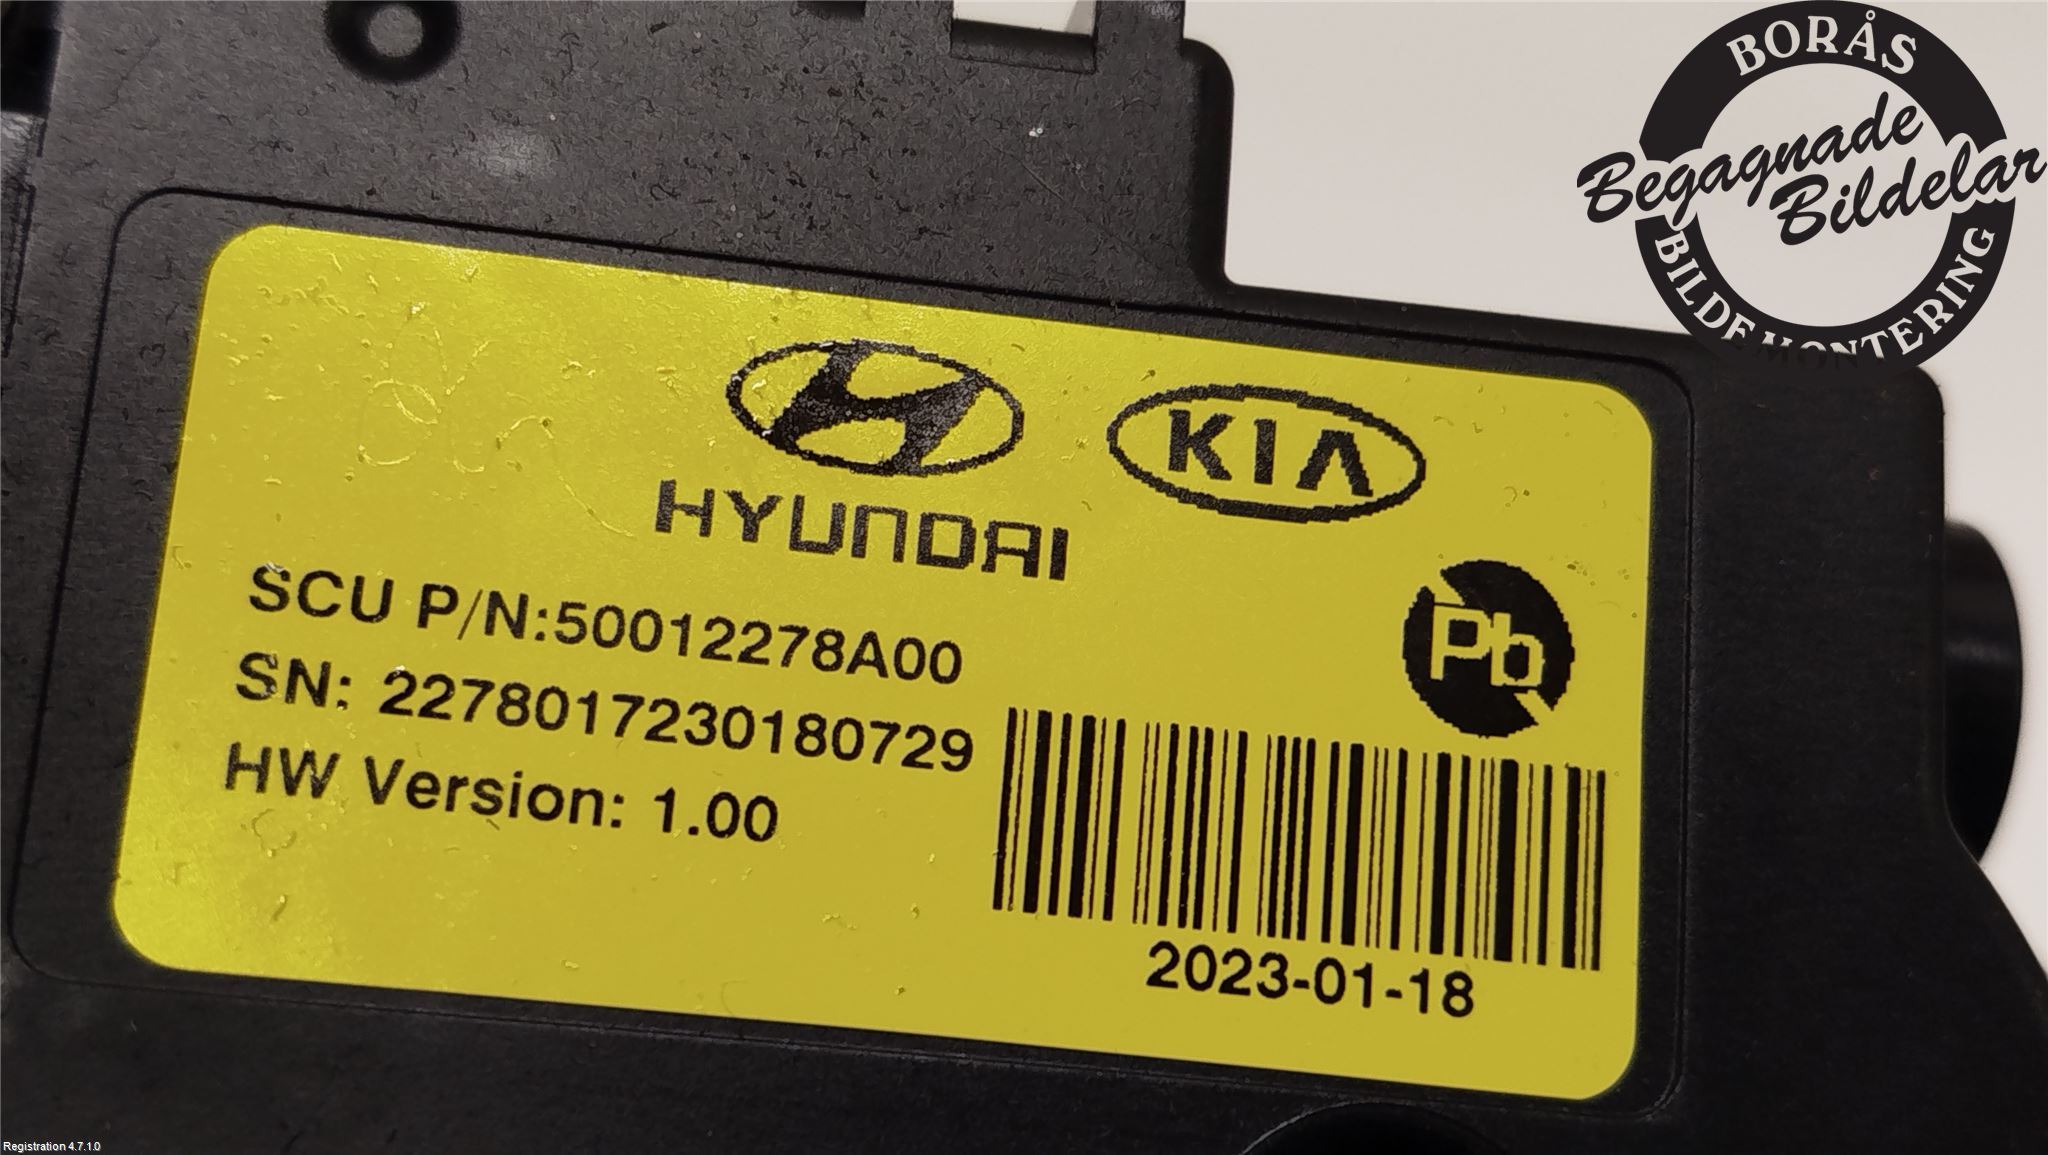 BORÅS
Begagnade
Bildelar
BILDEMONTERING
HYUNDAI
KIA
SCU P/N:50012278A00
Pb
SN: 2278017230180729
HW Version: 1.00
2023-01-18
Registration 4.7.1.0